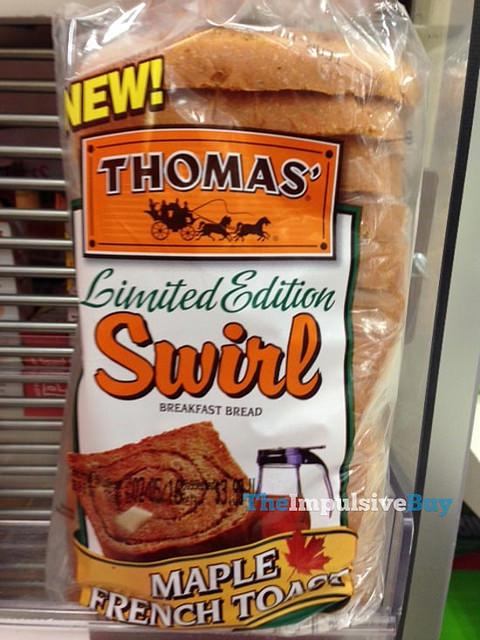 NEW!
THOMAS'
Limited Edition
Swirl
BREAKFAST BREAD
TheImpulsiveBuy
MAPLE
FRENCH TOAST